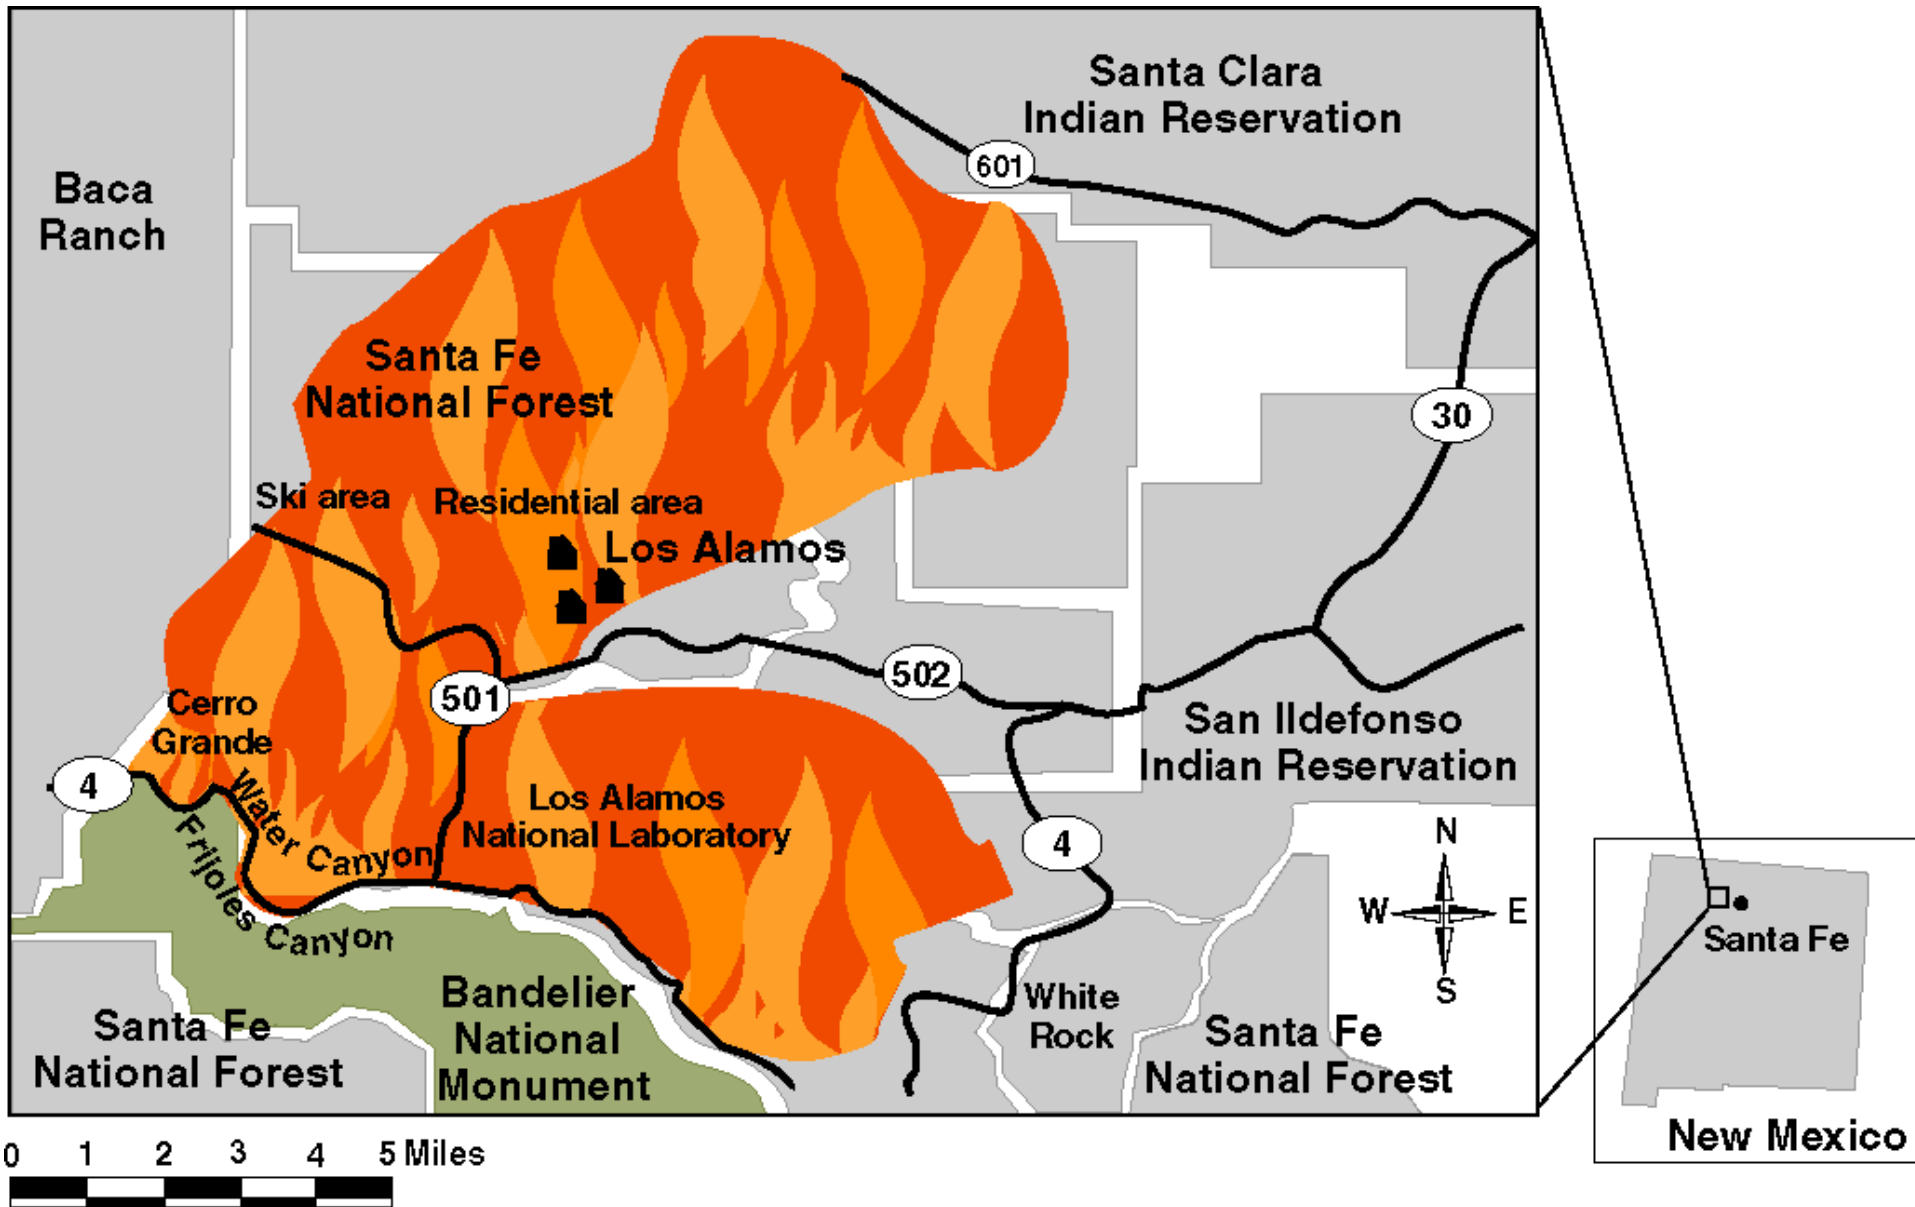 Santa Clara
Indian Reservation
601
Baca
Ranch
Santa Fe
National Forest
30
Ski area
Residential area
Los Alamos
501
502
Cerro
Grande
San Ildefonso
Indian Reservation
4
Water Canyon
Los Alamos
National Laboratory
4
Frijoles Canyon
N
W
E
S
Santa Fe
Bandelier
National
Monument
White
Rock
Santa Fe
National Forest
Santa Fe
National Forest
New Mexico
0 1 2 3 4 5 Miles